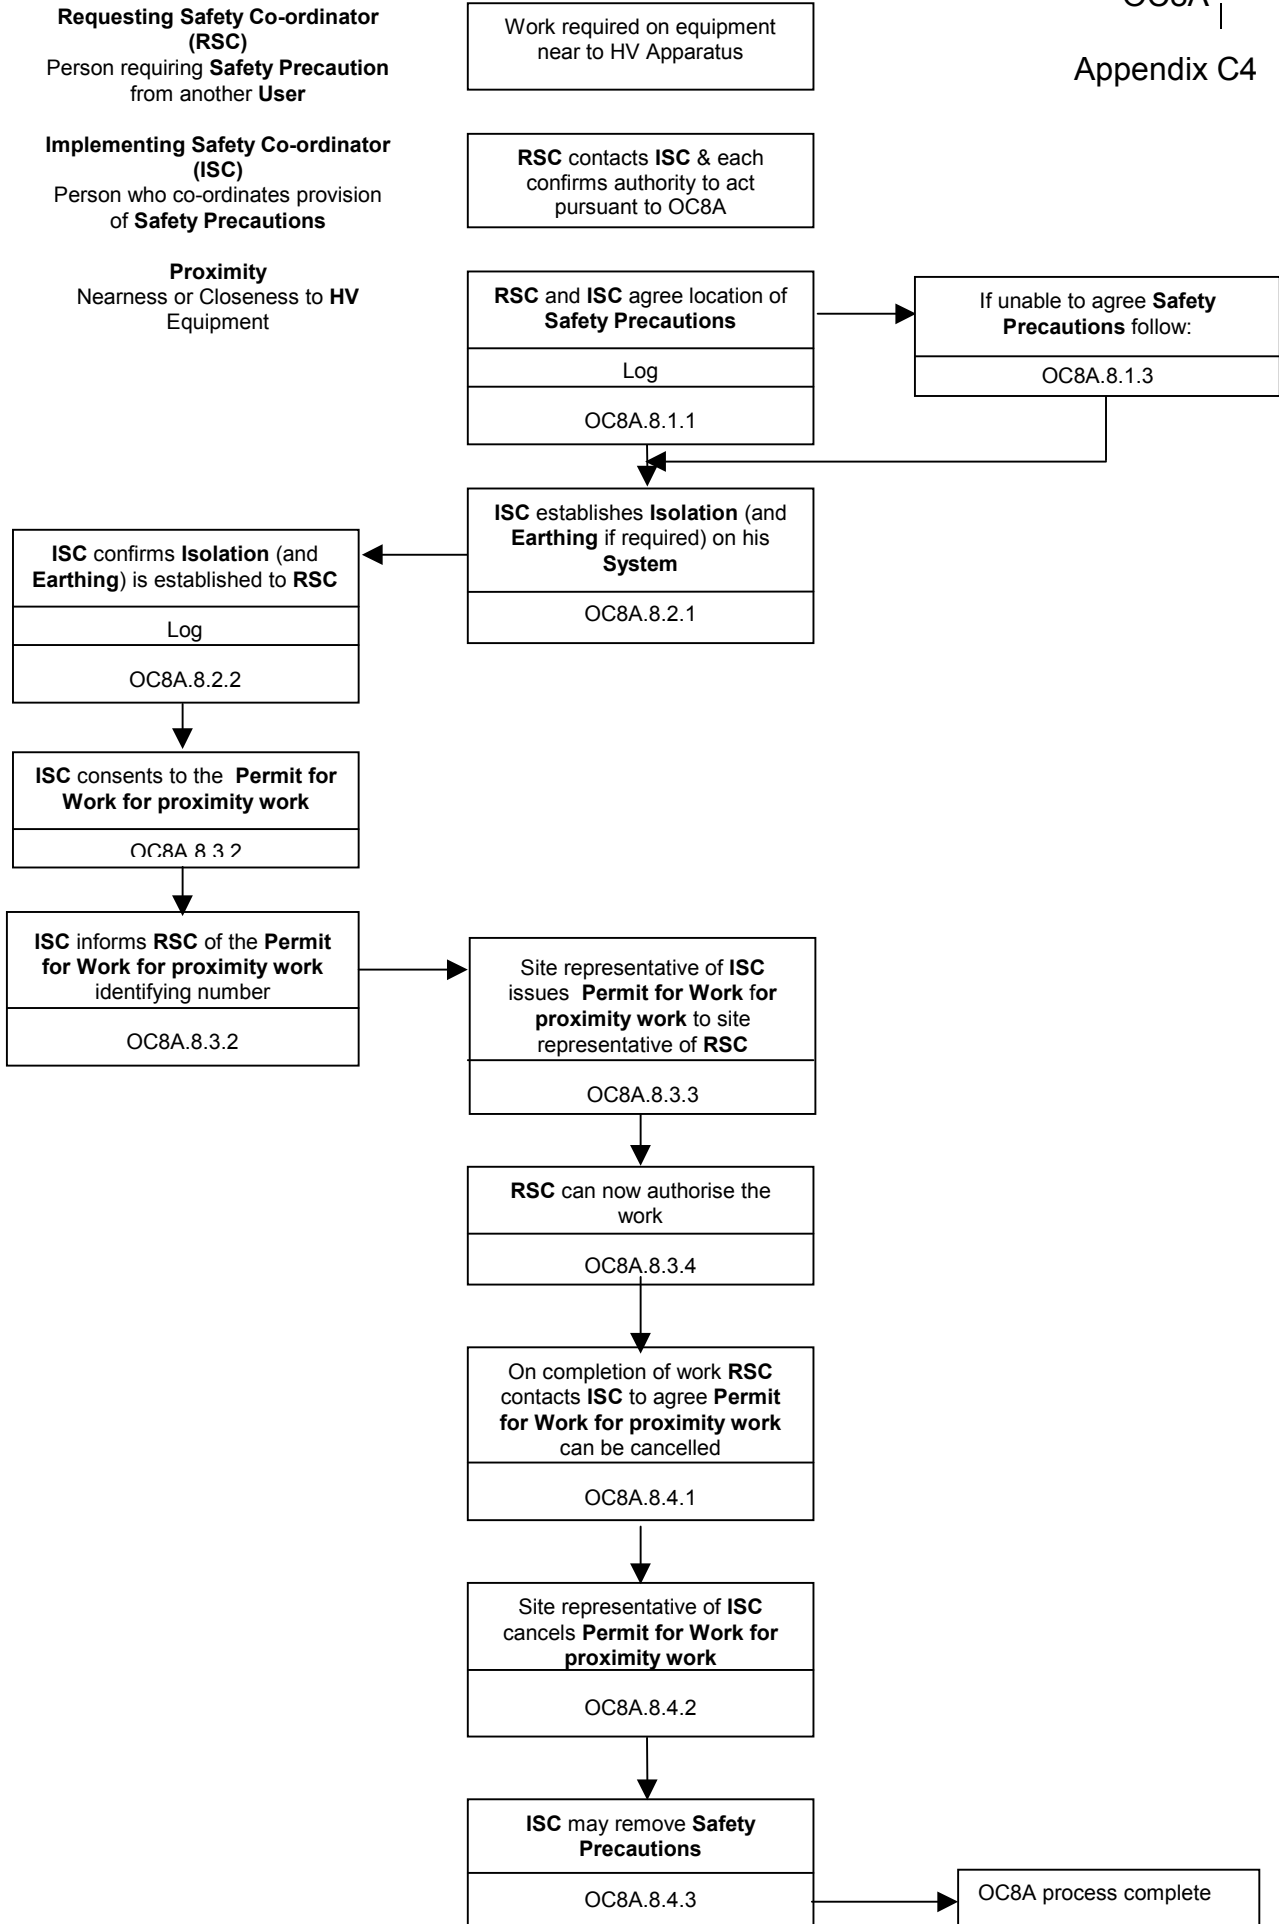 OC8A
Appendix C4
Requesting Safety Co-ordinator
(RSC)
Person requiring Safety Precaution
from another User
Work required on equipment
near to HV Apparatus
Implementing Safety Co-ordinator
(ISC)
Person who co-ordinates provision
of Safety Precautions
RSC contacts ISC & each
confirms authority to act
pursuant to OC8A
Proximity
Nearness or Closeness to HV
Equipment
RSC and ISC agree location of
Safety Precautions
Log
OC8A.8.1.1
If unable to agree Safety
Precautions follow:
OC8A.8.1.3
ISC establishes Isolation (and
Earthing if required) on his
System
OC8A.8.2.1
ISC confirms Isolation (and
Earthing) is established to RSC
Log
OC8A.8.2.2
ISC consents to the Permit for
Work for proximity work
OC8A.8.3.2
ISC informs RSC of the Permit
for Work for proximity work
identifying number
OC8A.8.3.2
Site representative of ISC
issues Permit for Work for
proximity work to site
representative of RSC
OC8A.8.3.3
RSC can now authorise the
work
OC8A.8.3.4
On completion of work RSC
contacts ISC to agree Permit
for Work for proximity work
can be cancelled
OC8A.8.4.1
Site representative of ISC
cancels Permit for Work for
proximity work
OC8A.8.4.2
ISC may remove Safety
Precautions
OC8A.8.4.3
OC8A process complete